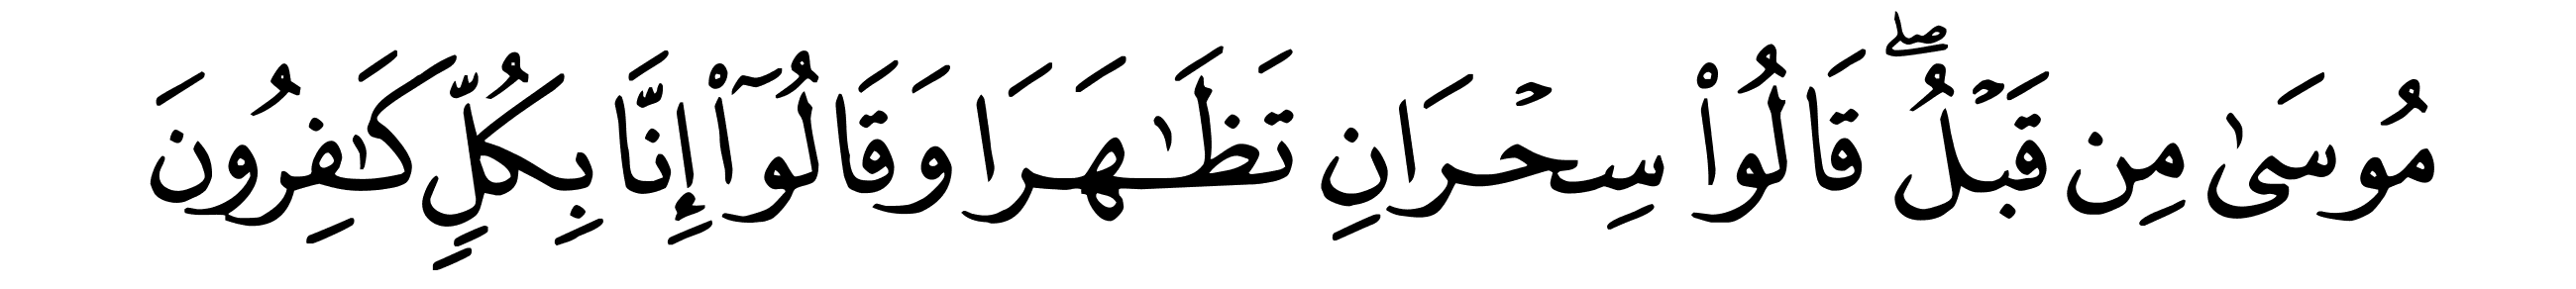 مُوسَىٰ مِن قَبْلُۖ قَالُوا۟ سِحْرَانِ تَظَٰهَرَا وَقَالُوٓا۟ إِنَّا بِكُلٍّ كَٰفِرُونَ